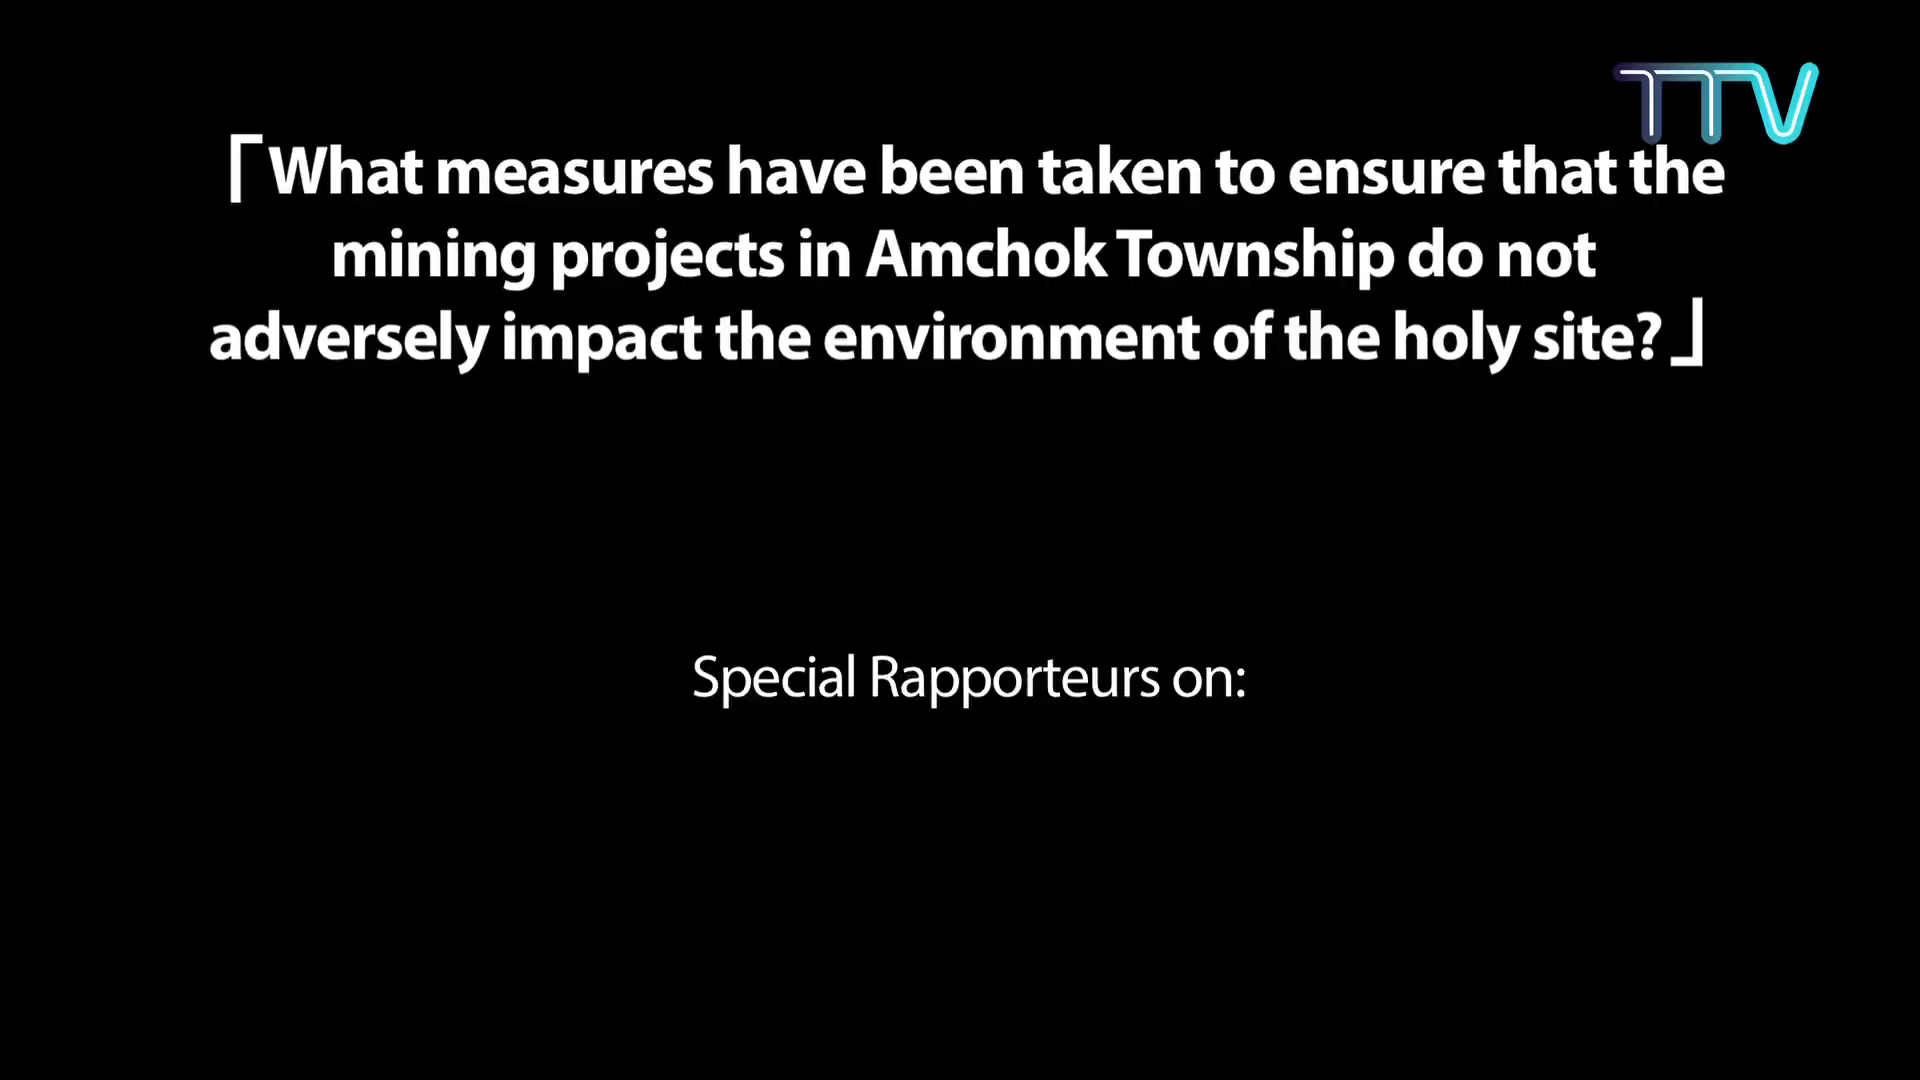 TTV
「What measures have been taken to ensure that the
mining projects in Amchok Township do not
adversely impact the environment of the holy site?」
Special Rapporteurs on: